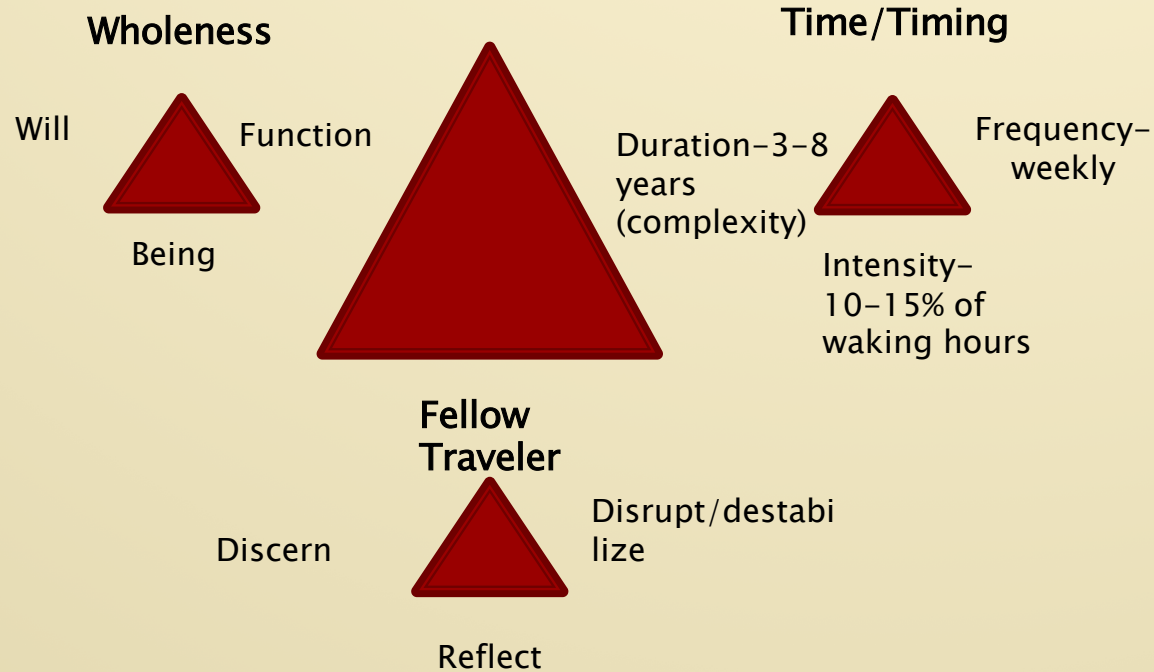 Wholeness
Will
Function
Being
Time/Timing
Duration-3-8
years
(complexity)
Frequency-
weekly
Intensity-
10-15% of
waking hours
Fellow
Traveler
Discern
Disrupt/destabi
lize
Reflect